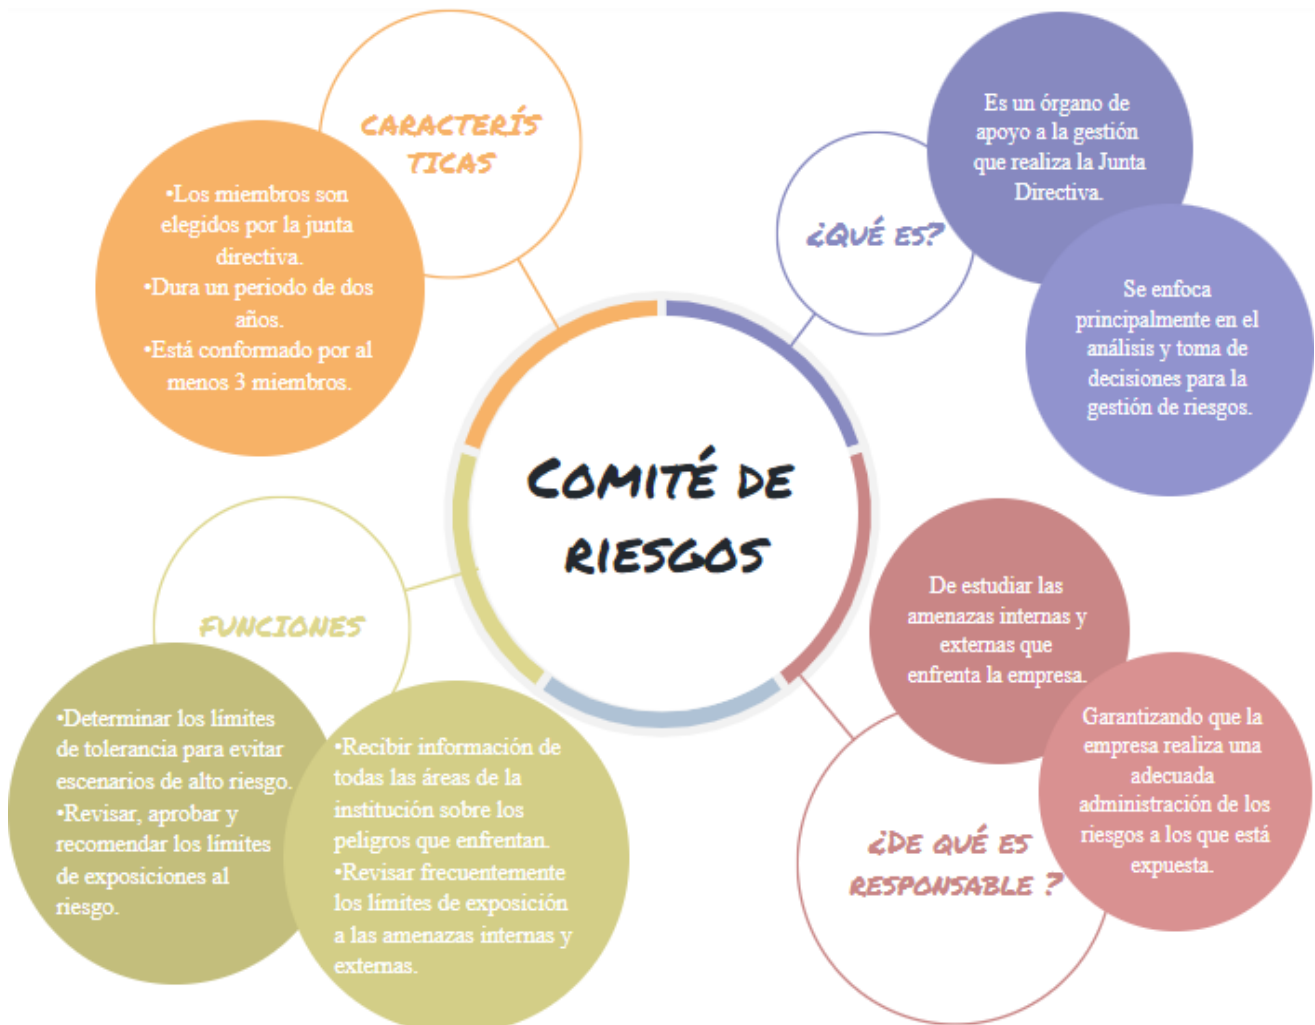 CARACTERÍS
TICAS
•Los miembros son
elegidos por la junta
directiva.
•Dura un periodo de dos
años.
•Está conformado por al
menos 3 miembros.
¿QUÉ ES?
Es un órgano de
apoyo a la gestión
que realiza la Junta
Directiva.
Se enfoca
principalmente en el
análisis y toma de
decisiones para la
gestión de riesgos.
COMITÉ DE
RIESGOS
FUNCIONES
•Determinar los límites
de tolerancia para evitar
escenarios de alto riesgo.
•Revisar, aprobar y
recomendar los límites
de exposiciones al
riesgo.
•Recibir información de
todas las áreas de la
institución sobre los
peligros que enfrentan.
•Revisar frecuentemente
los límites de exposición
a las amenazas internas y
externas.
¿DE QUÉ ES
RESPONSABLE ?
De estudiar las
amenazas internas y
externas que
enfrenta la empresa.
Garantizando que la
empresa realiza una
adecuada
administración de los
riesgos a los que está
expuesta.